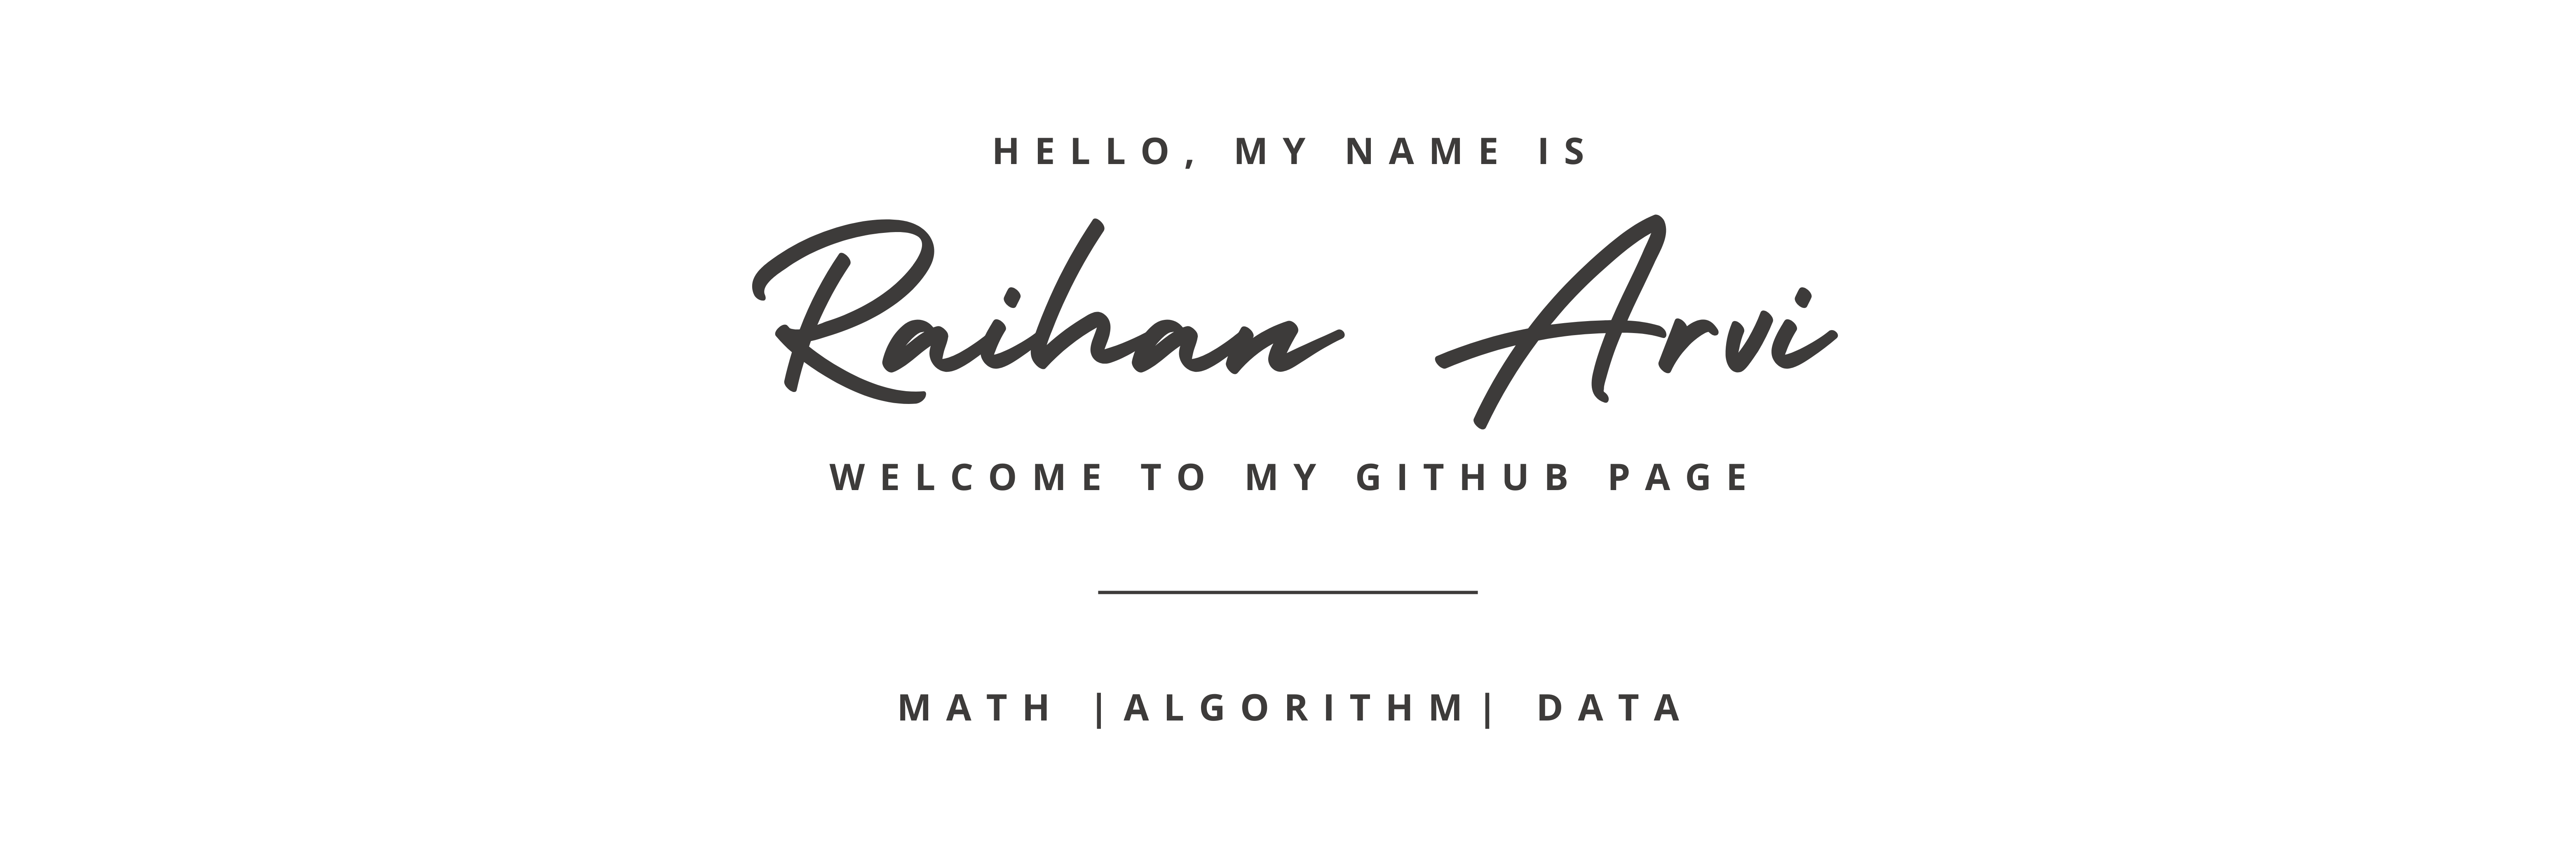 HELLO, MY NAME IS
Raihan Arvi
WELCOME TO MY GITHUB PAGE
MATH |ALGORITHM| DATA